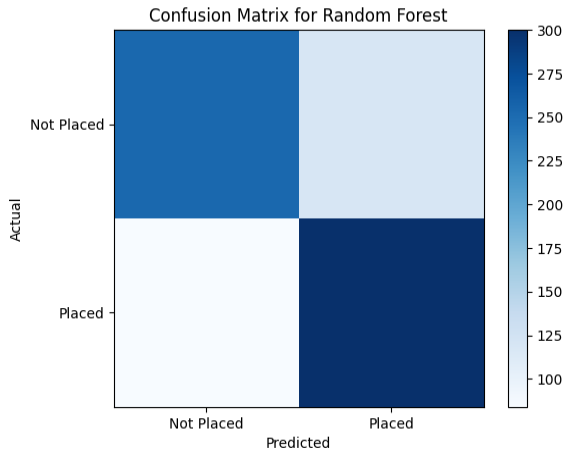 Confusion Matrix for Random Forest
Actual
Not Placed
Placed
Not Placed
Placed
Predicted
300
275
250
225
200
175
150
125
100